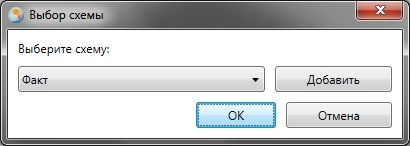 Выбор схемы
Выберите схему:
Факт
Добавить
OK
Отмена